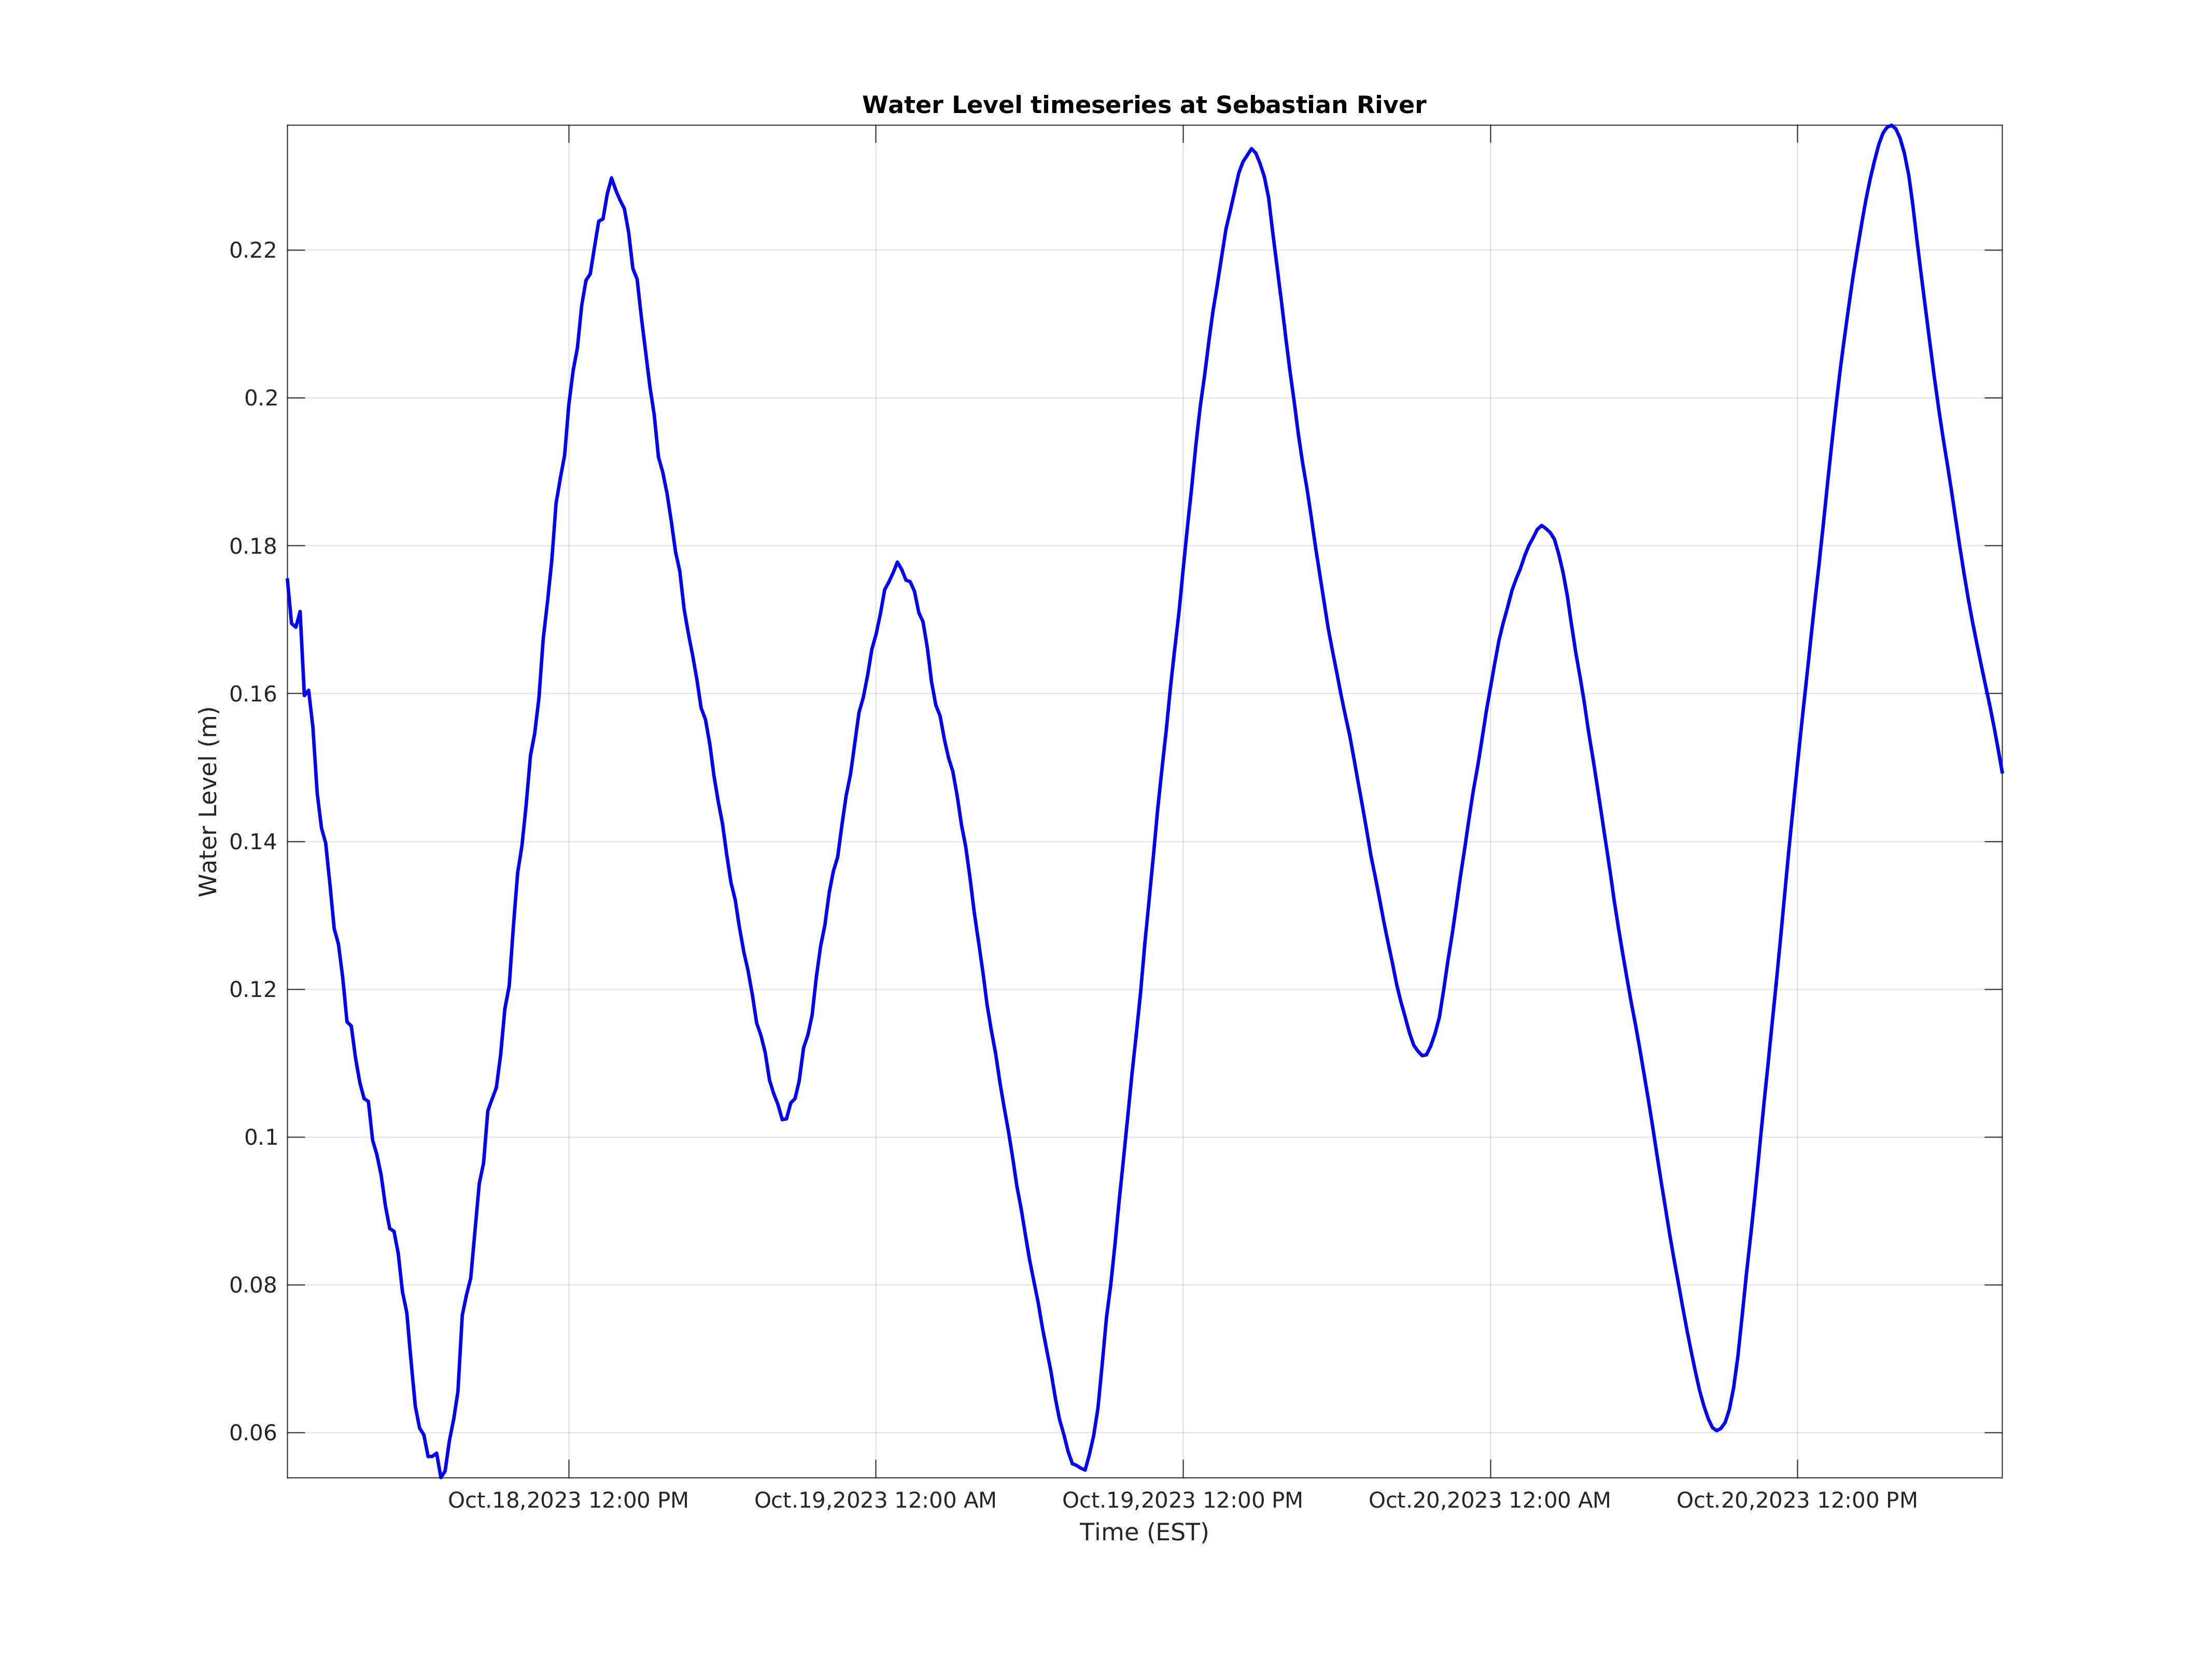 Water Level timeseries at Sebastian River
0.22
0.2
0.18
0.16
0.14
0.12
0.1
0.08
0.06
Water Level (m)
Oct.18,2023 12:00 PM
Oct.19,2023 12:00 AM
Oct.19,2023 12:00 PM
Oct.20,2023 12:00 AM
Oct.20,2023 12:00 PM
Time (EST)